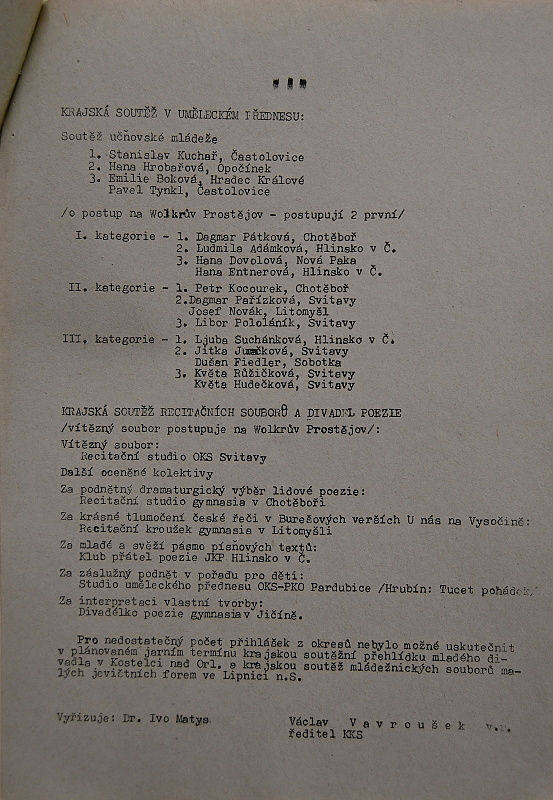 KRAJSKÁ SOUTĚŽ V UMĚLECKÉM PŘEDNESU:
Soutěž učňovské mládeže
1. Stanislav Kuchař, Častolovice
2. Hana Hrobařová, Opočínek
3. Emilie Boková, Hradec Králové
Pavel Tynkl, Častolovice
/o postup na Wolkrův Prostějov - postupují 2 první/
I. kategorie - 1. Dagmar Pátková, Chotěboř
2. Ludmila Adámková, Hlinsko v Č.
3. Hana Dovolová, Nová Paka
Hana Entnerová, Hlinsko v Č.
II. kategorie - 1. Petr Kocourek, Chotěboř
2.Dagmar Pařízková, Svitavy
Josef Novák, Litomyšl
3. Libor Pololáník, Svitavy
III. kategorie - 1. Ljuba Suchánková, Hlinsko v Č.
2. Jitka Svitavy
Dušan Fiedler, Sobotka
3. Květa Růžičková, Svitavy
Květa Hudečková, Svitavy
KRAJSKÁ SOUTĚŽ RECITAČNÍCH SOUBORŮ A DIVADEL POEZIE
/vítězný soubor postupuje na Wolkrův Prostějov/:
Vítězný soubor:
Recitační studio OKS Svitavy
Další oceněné kolektivy
Za podnětný dramaturgický výběr lidové poezie:
Recitační studio gymnasia v Chotěboři
Za krásné tlumočení české řeči v Burešových verších U nás na Vysočině:
Recitační kroužek gymnasia v Litomyšli
Za mladé a svěží pásmo písňových textů:
Klub přátel poezie JKP Hlinsko v Č.
Za záslužný podnět v pořadu pro děti:
Studio uměleckého přednesu OKS-PKO Pardubice /Hrubín: Tucet pohádek/
Za interpretaci vlastní tvorby:
Divadélko poezie gymnasia v Jičíně.
Pro nedostatečný počet přihlášek z okresů nebylo možné uskutečnit
v plánovaném jarním termínu krajskou soutěžní přehlídku mladého di-
vadla v Kostelci nad Orl. a krajskou soutěž mládežnických souborů ma-
lých jevištních forem ve Lipnici n.S.
Vyřizuje: Dr. Ivo Matys
Václav Vavroušek v.r.
ředitel KKS